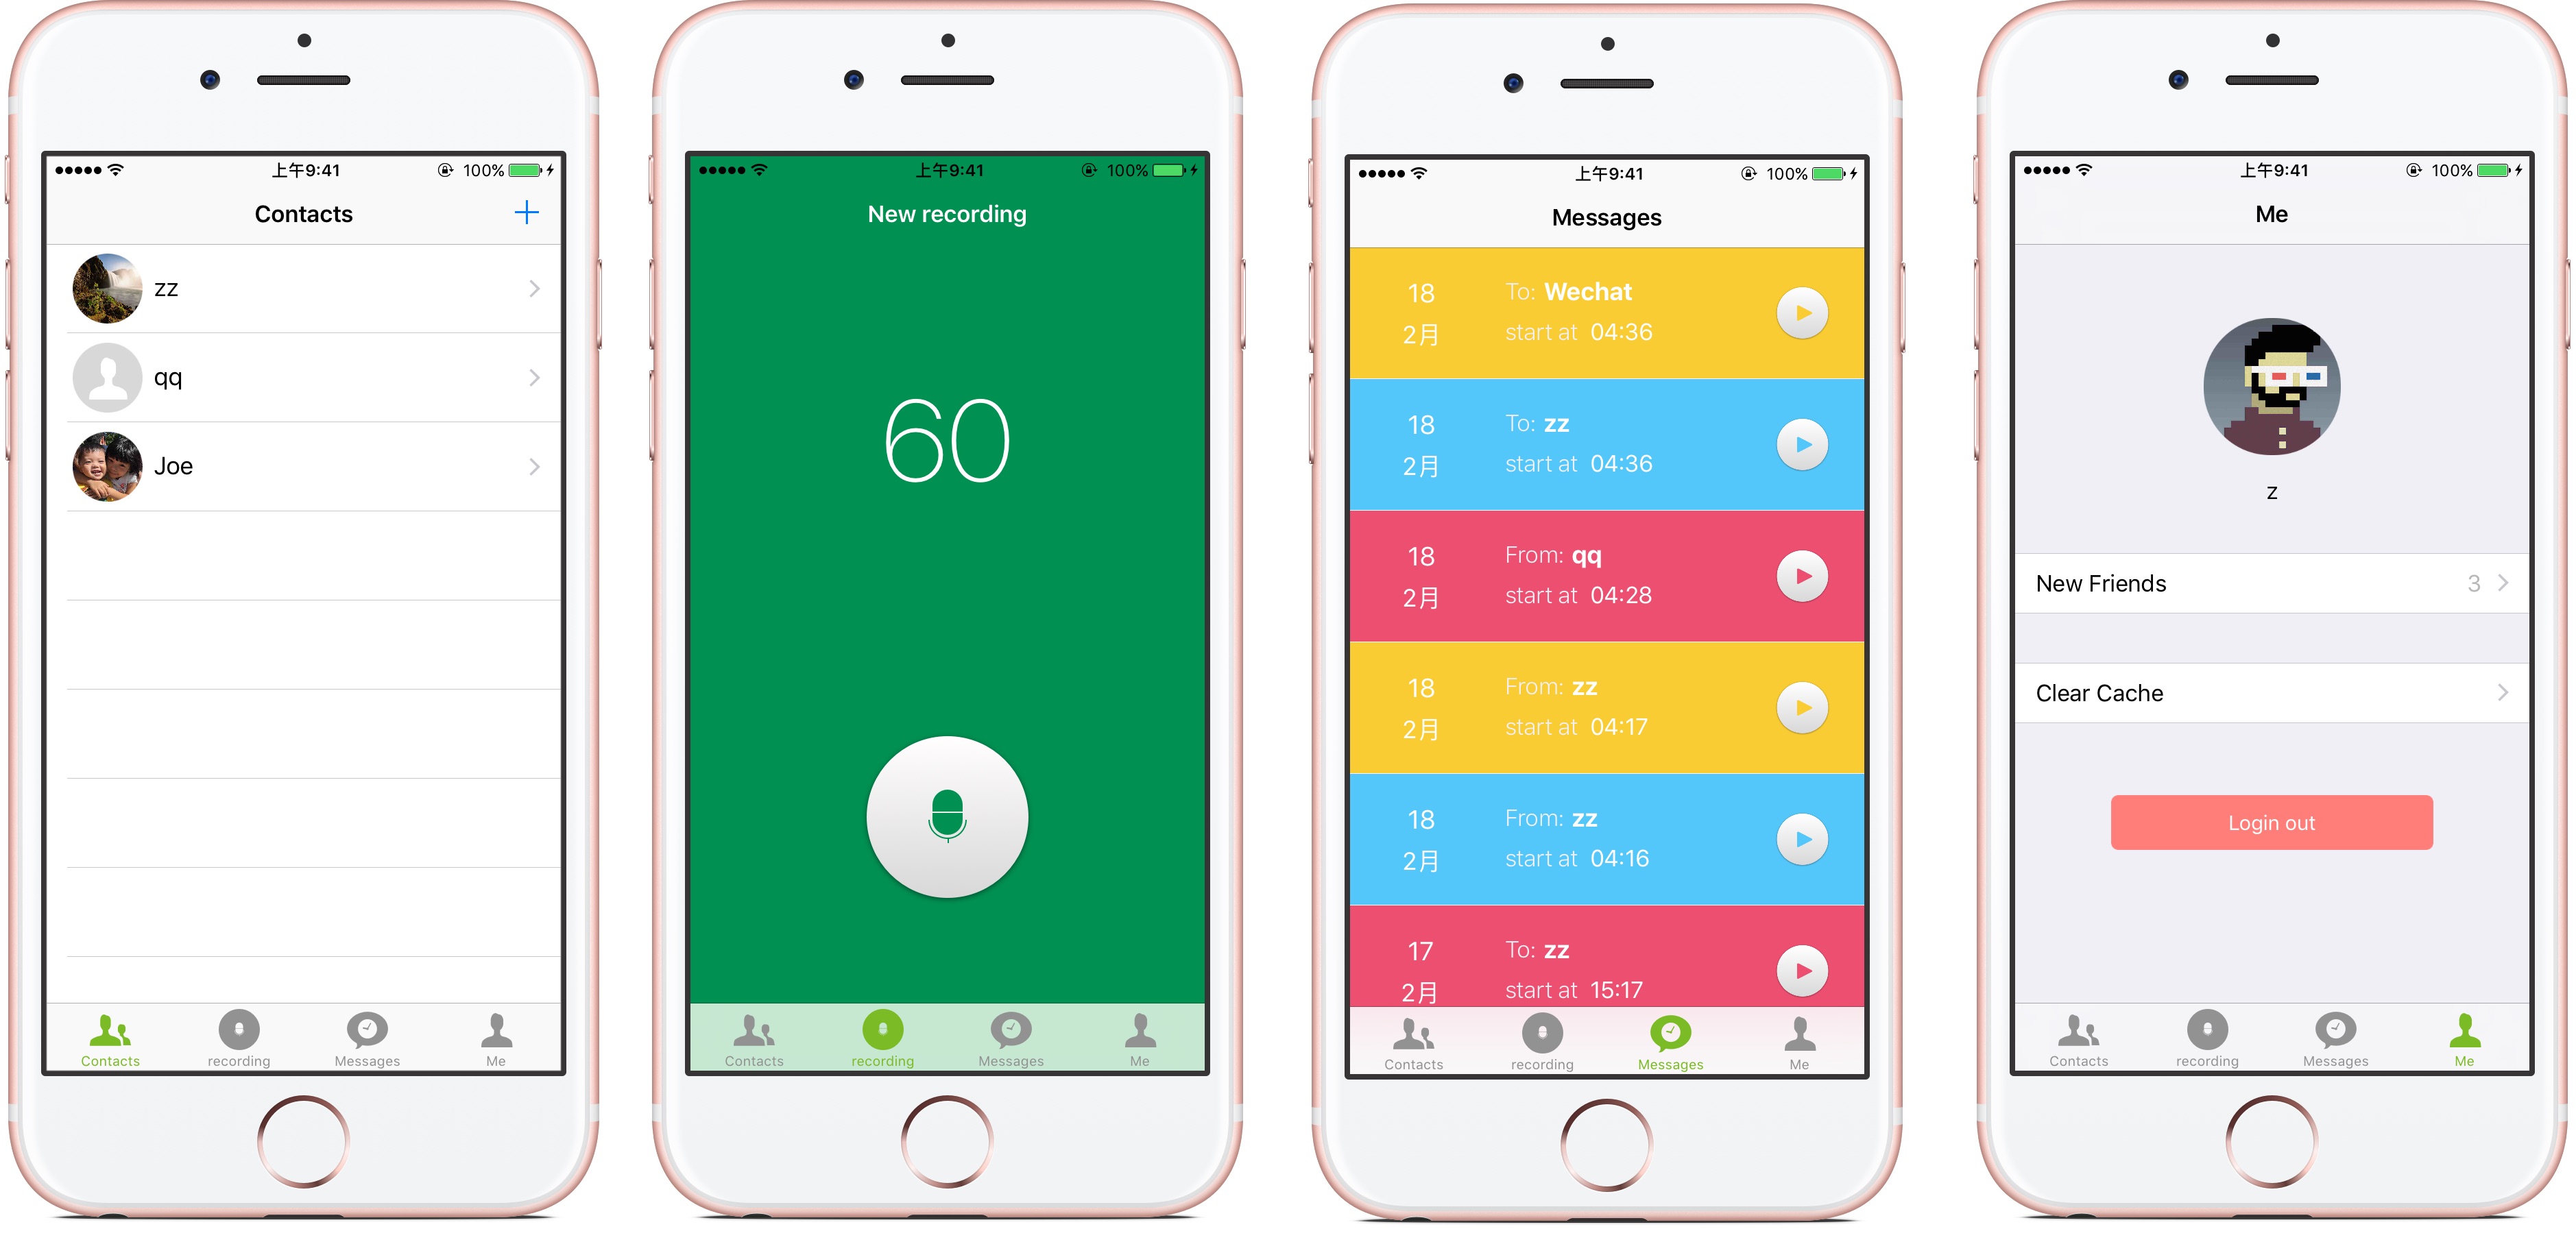 上午9:41
100%
Contacts
zz
qq
Joe
Contacts recording Messages Me
上午9:41
100%
New recording
60
Contacts recording Messages Me
上午9:41
100%
Messages
18 To: Wechat
2月 start at 04:36
18 To: zz
2月 start at 04:36
18 From: qq
2月 start at 04:28
18 From: zz
2月 start at 04:17
18 From: zz
2月 start at 04:16
17 To: zz
2月 start at 15:17
Contacts recording Messages Me
上午9:41
100%
Me
z
New Friends 3
Clear Cache
Login out
Contacts recording Messages Me